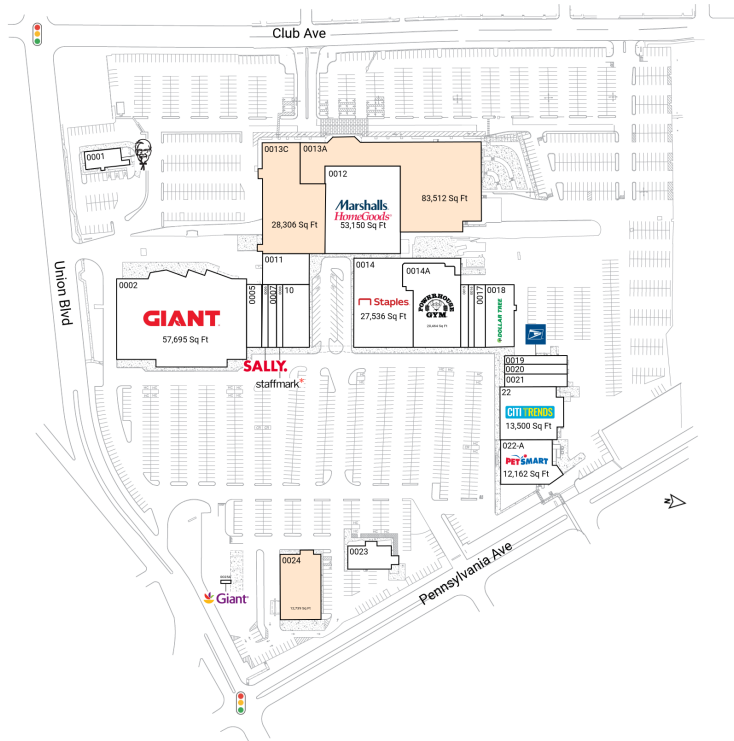 Club Ave
0001
0013C
0013A
0012
Marshalls
HomeGoods
53,150 Sq Ft
83,512 Sq Ft
28,306 Sq Ft
Union Blvd
0002
GIANT
57,695 Sq Ft
0011
0005
0007
10
0014
Staples
27,536 Sq Ft
0014A
POWERHOUSE
GYM
0017
0018
DOLLAR TREE
SALLY.
staffmark
0019
0020
0021
22
CITI TRENDS
13,500 Sq Ft
022-A
PETSMART
12,162 Sq Ft
N
0023
0024
Giant
Pennsylvania Ave